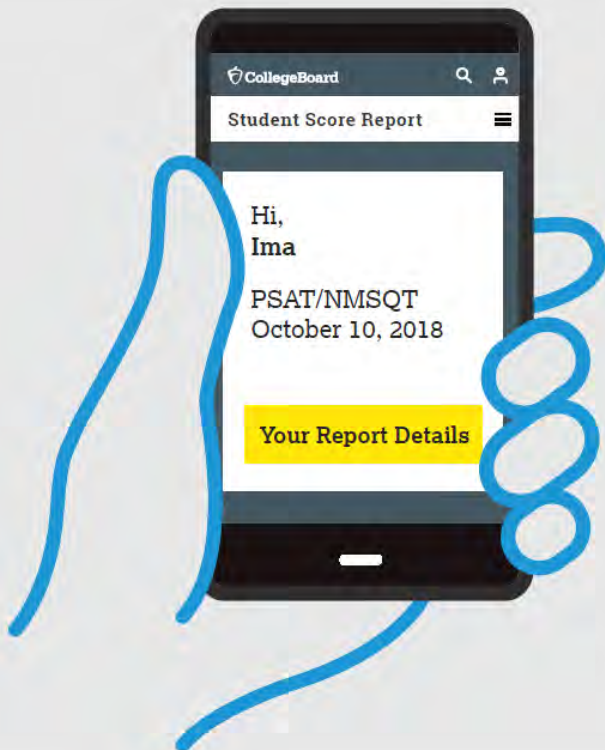 CollegeBoard
Student Score Report
Hi,
Ima
PSAT/NMSQT
October 10, 2018
Your Report Details